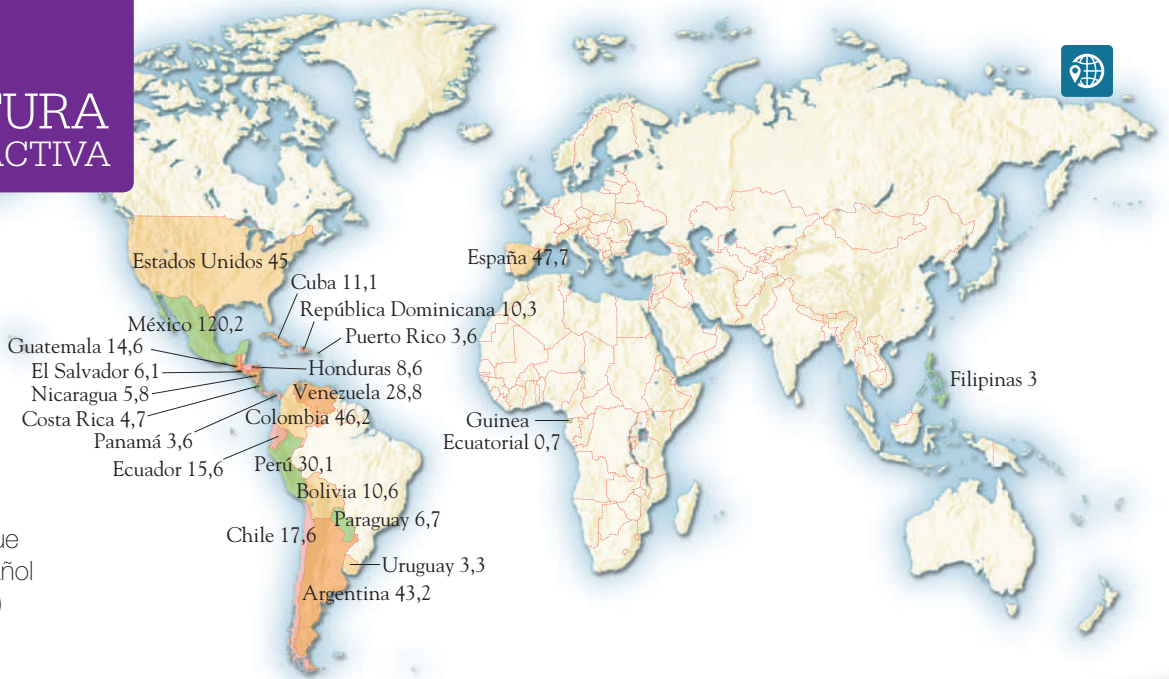 TURA
ACTIVA
Estados Unidos 45
España 47,7
Cuba 11,1
República Dominicana 10,3
México 120,2
Puerto Rico 3,6
Guatemala 14,6
Honduras 8,6
El Salvador 6,1
Nicaragua 5,8
Venezuela 28,8
Costa Rica 4,7
Colombia 46,2
Panamá 3,6
Ecuador 15,6
Perú 30,1
Bolivia 10,6
Paraguay 6,7
Chile 17,6
Uruguay 3,3
Argentina 43,2
Guinea
Ecuatorial 0,7
Filipinas 3
ue
ñol
)